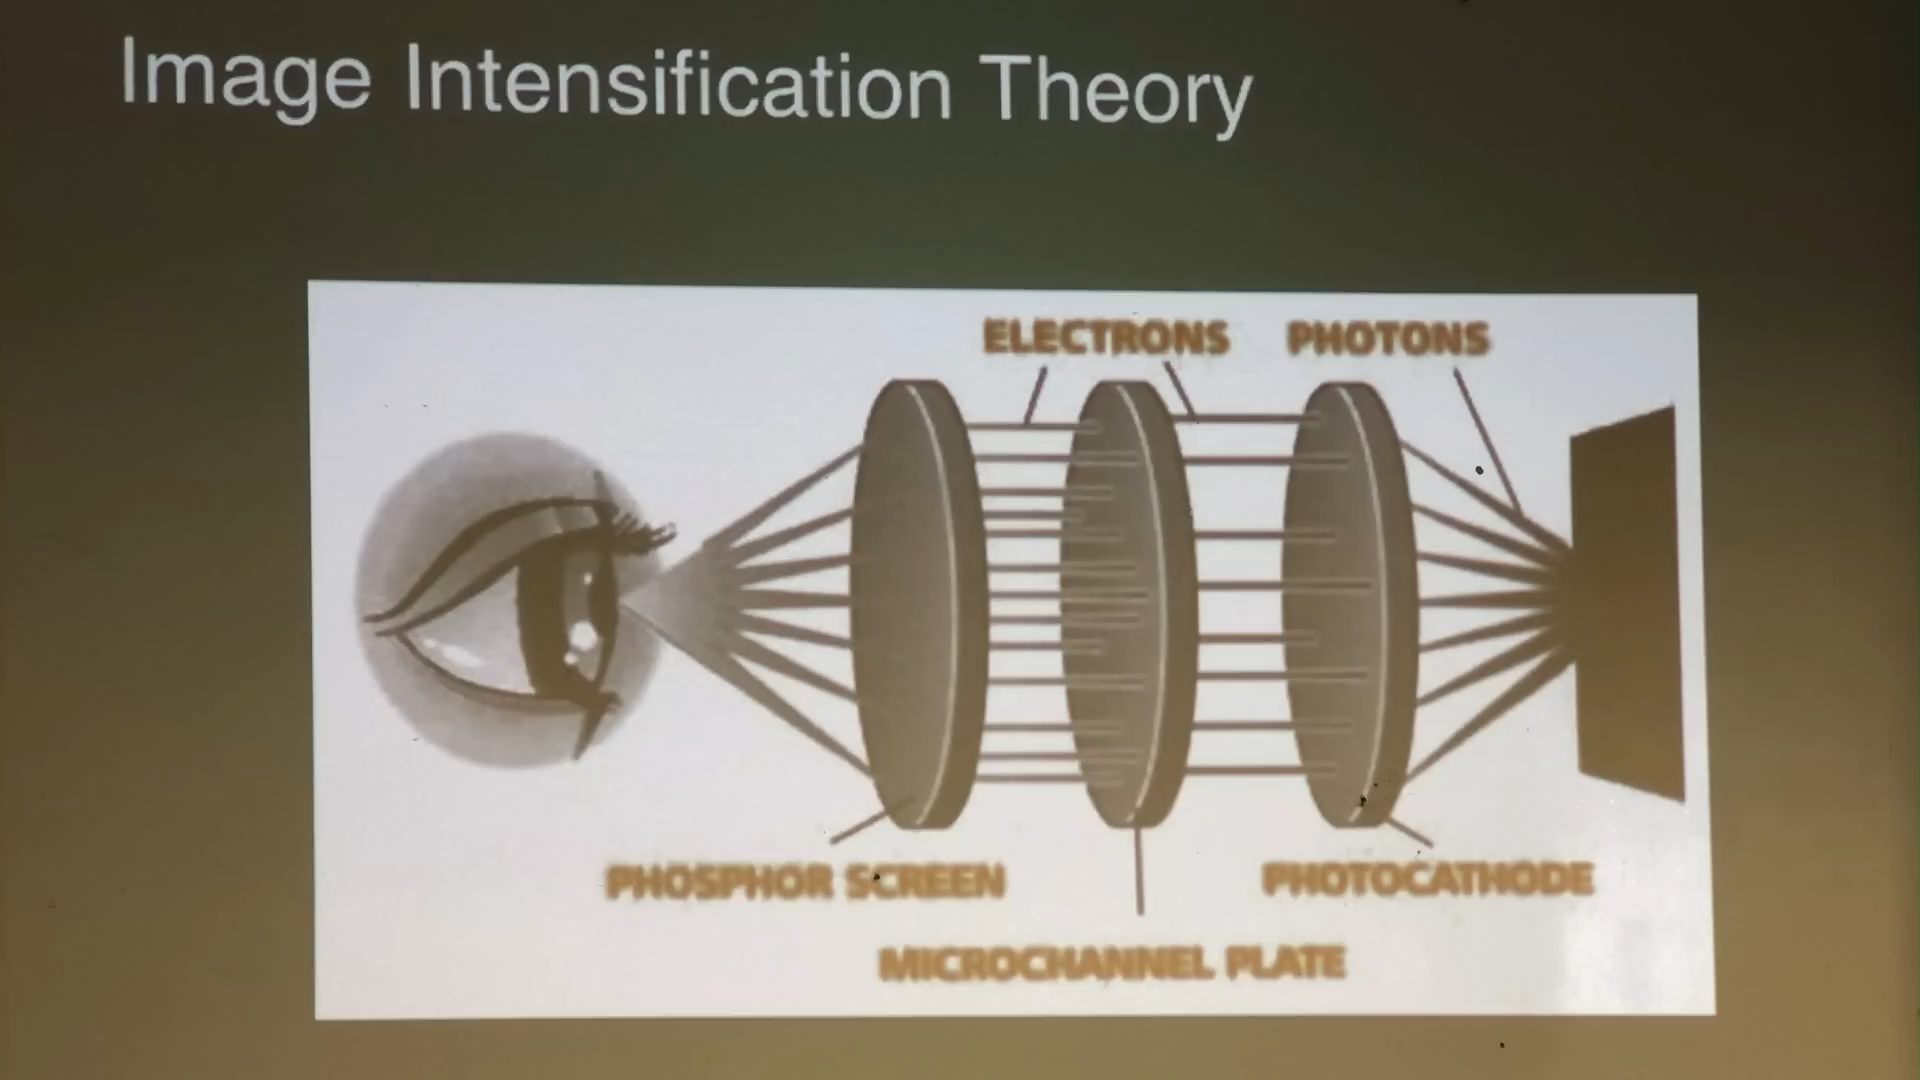 Image Intensification Theory
ELECTRONS PHOTONS
PHOSPHOR SCREEN PHOTOCATHODE
MICROCHANNEL PLATE